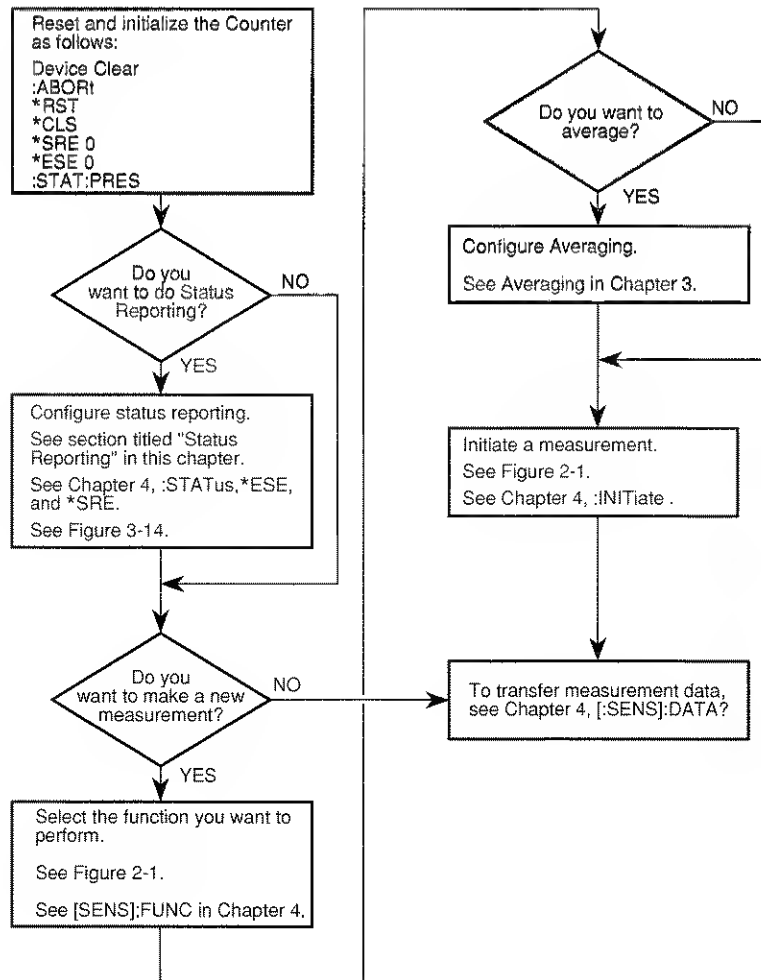 Reset and initialize the Counter
as follows:
Device Clear
:ABORt
*RST
*CLS
*SRE 0
*ESE 0
:STAT:PRES
Do you
want to do Status
Reporting?
NO
YES
Configure status reporting.
See section titled "Status
Reporting" in this chapter.
See Chapter 4, :STATus,*ESE,
and *SRE.
See Figure 3-14.
Do you
want to make a new
measurement?
NO
YES
Select the function you want to
perform.
See Figure 2-1.
See [SENS]:FUNC in Chapter 4.
Do you want to
average?
NO
YES
Configure Averaging.
See Averaging in Chapter 3.
Initiate a measurement.
See Figure 2-1.
See Chapter 4, :INITiate .
To transfer measurement data,
see Chapter 4, [:SENS]:DATA?